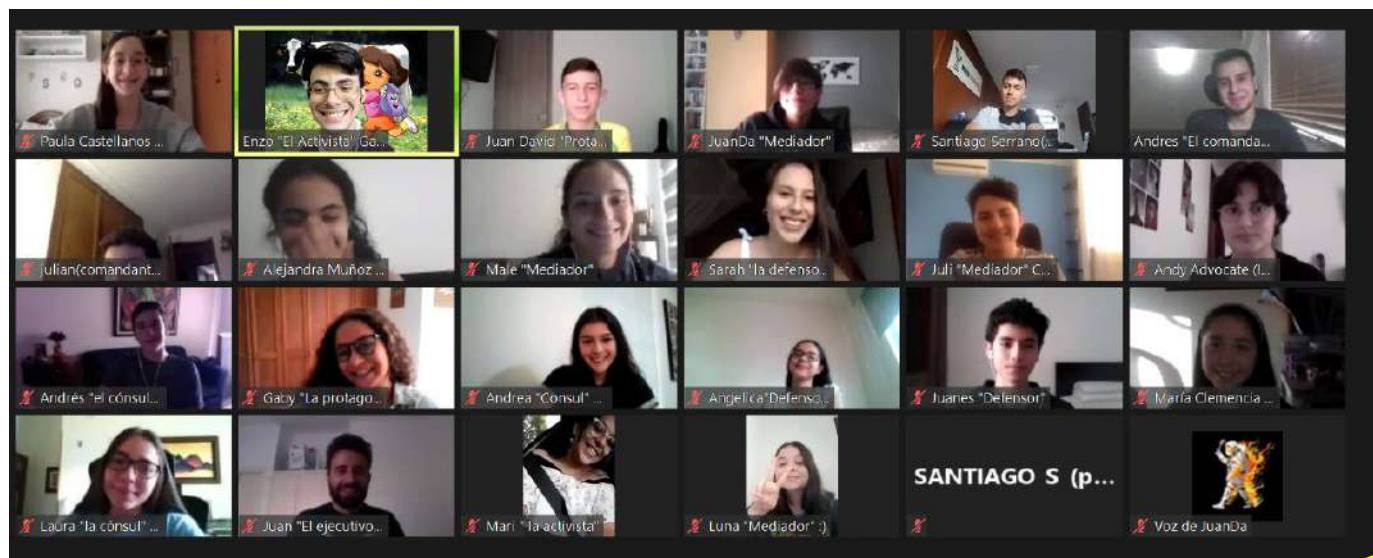 Paula Castellanos ...
Enzo "El Activista" Ga...
Juan David "Prota...
JuanDa "Mediador"
Santiago Serrano(...
Andres "El comanda...
julian(comandant...
Alejandra Muñoz ...
Male "Mediador"
Sarah "la defenso...
Juli "Mediador" C...
Andy Advocate (l...
Andrés "el cónsul...
Gaby "La protago...
Andrea "Consul" ...
Angelica"Defenso...
Juanes "Defensor"
María Clemencia ...
Laura "la cónsul" ...
Juan "El ejecutivo...
Mari "la activista"
Luna "Mediador" :)
SANTIAGO S (p...
Voz de JuanDa